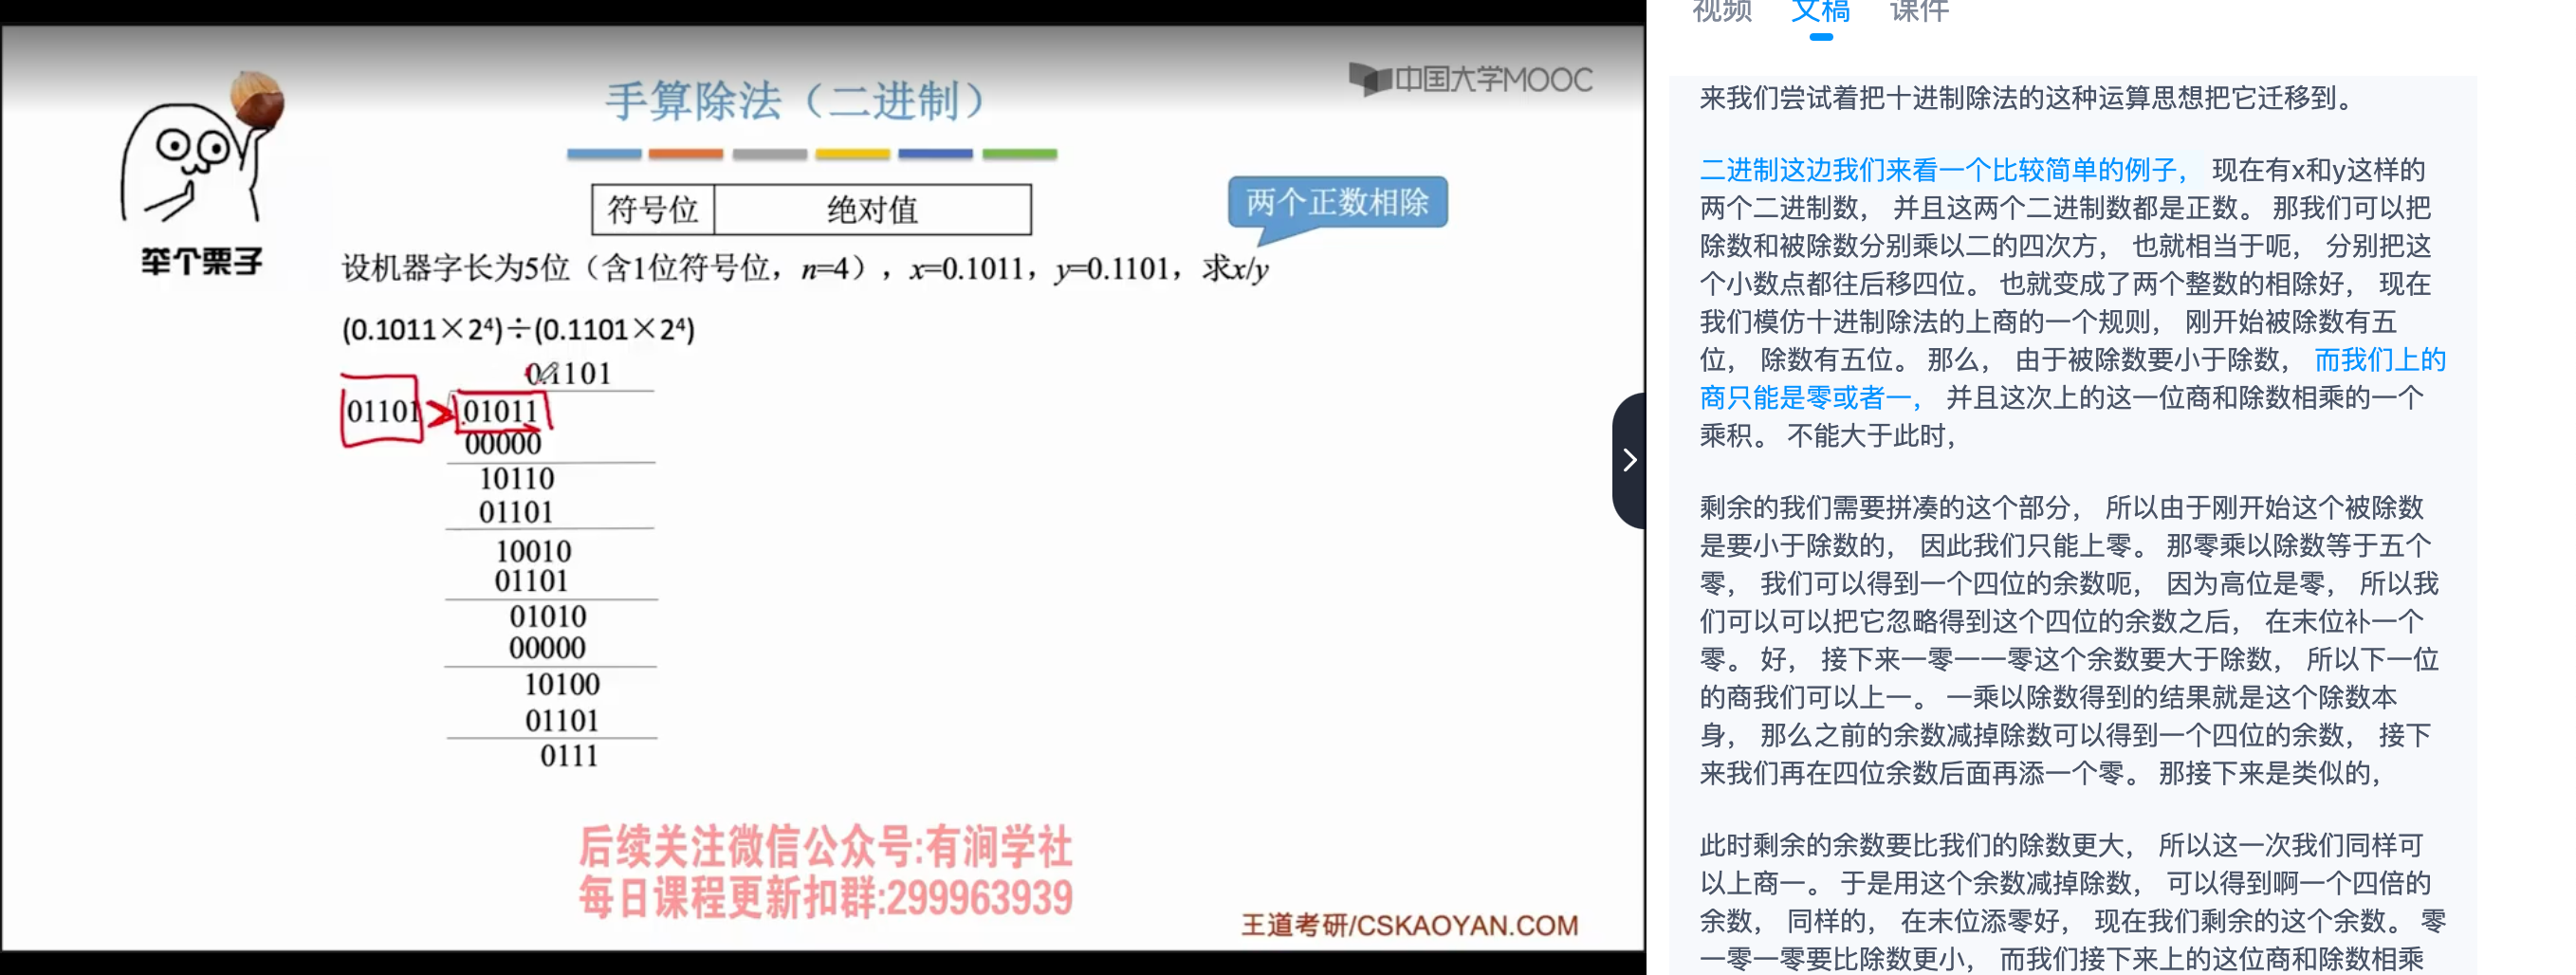 中国大学MOOC
手算除法（二进制）
符号位 绝对值
两个正数相除
举个栗子
设机器字长为5位（含1位符号位，n=4），x=0.1011，y=0.1101，求x/y
(0.1011×2⁴)÷(0.1101×2⁴)
0.1101
01101 > 01011
00000
10110
01101
10010
01101
01010
00000
10100
01101
0111
后续关注微信公众号:有涧学社
每日课程更新扣群:299963939
王道考研/CSKAOYAN.COM
视频 文稿 课件
来我们尝试着把十进制除法的这种运算思想把它迁移到。
二进制这边我们来看一个比较简单的例子， 现在有x和y这样的
两个二进制数， 并且这两个二进制数都是正数。 那我们可以把
除数和被除数分别乘以二的四次方， 也就相当于呃， 分别把这
个小数点都往后移四位。 也就变成了两个整数的相除好， 现在
我们模仿十进制除法的上商的一个规则， 刚开始被除数有五
位， 除数有五位。 那么， 由于被除数要小于除数， 而我们上的
商只能是零或者一， 并且这次上的这一位商和除数相乘的一个
乘积。 不能大于此时，
剩余的我们需要拼凑的这个部分， 所以由于刚开始这个被除数
是要小于除数的， 因此我们只能上零。 那零乘以除数等于五个
零， 我们可以得到一个四位的余数呃， 因为高位是零， 所以我
们可以可以把它忽略得到这个四位的余数之后， 在末位补一个
零。 好， 接下来一零一一零这个余数要大于除数， 所以下一位
的商我们可以上一。 一乘以除数得到的结果就是这个除数本
身， 那么之前的余数减掉除数可以得到一个四位的余数， 接下
来我们再在四位余数后面再添一个零。 那接下来是类似的，
此时剩余的余数要比我们的除数更大， 所以这一次我们同样可
以上商一。 于是用这个余数减掉除数， 可以得到啊一个四倍的
余数， 同样的， 在末位添零好， 现在我们剩余的这个余数。 零
一零一零要比除数更小， 而我们接下来上的这位商和除数相乘